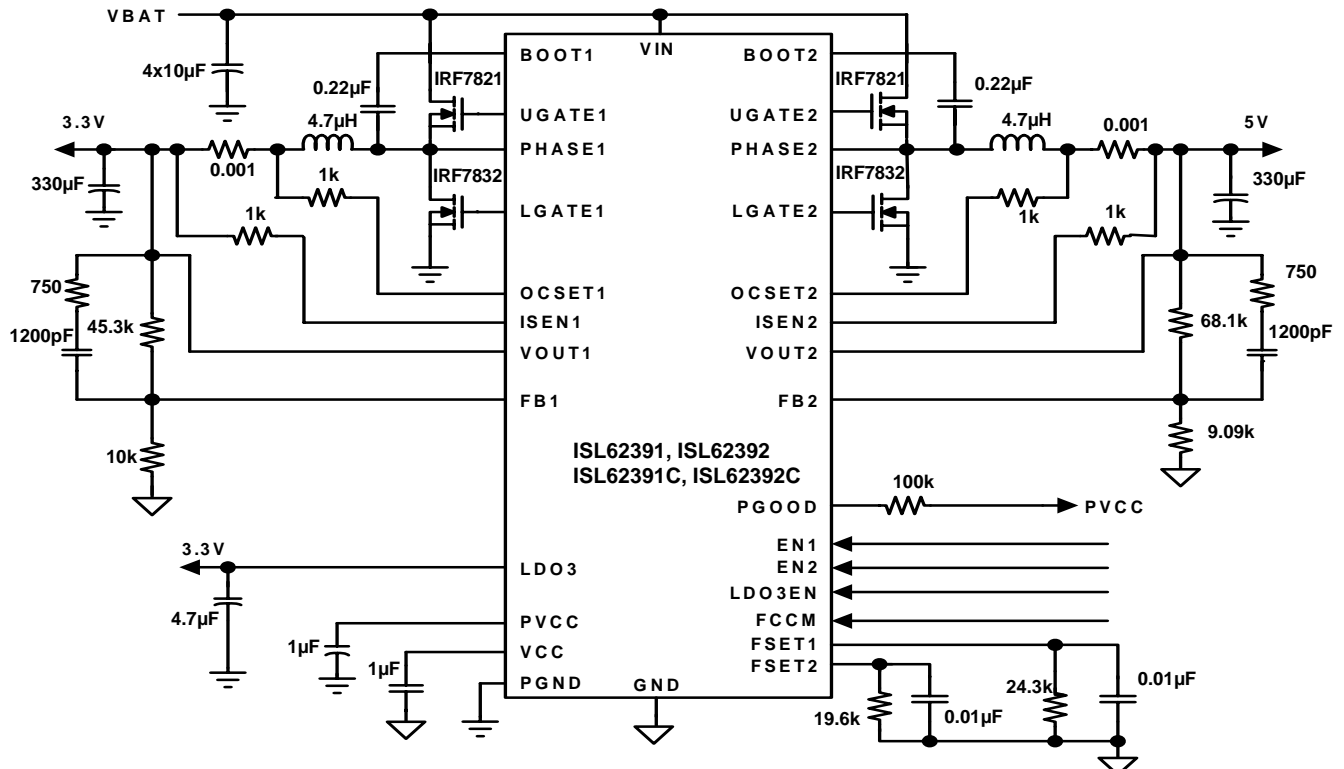 VBAT
VIN
BOOT1
BOOT2
4x10µF
0.22µF
IRF7821
IRF7821
0.22µF
UGATE1
UGATE2
3.3V
4.7µH
4.7µH
0.001
5V
0.001
PHASE1
PHASE2
330µF
1k
IRF7832
IRF7832
330µF
1k
LGATE1
LGATE2
1k
1k
750
OCSET1
OCSET2
750
1200pF
45.3k
ISEN1
ISEN2
68.1k
1200pF
VOUT1
VOUT2
FB1
FB2
10k
9.09k
ISL62391, ISL62392
ISL62391C, ISL62392C
100k
PGOOD
PVCC
EN1
3.3V
LDO3
EN2
LDO3EN
4.7µF
PVCC
FCCM
1µF
FSET1
VCC
FSET2
1µF
PGND
GND
19.6k
0.01µF
24.3k
0.01µF